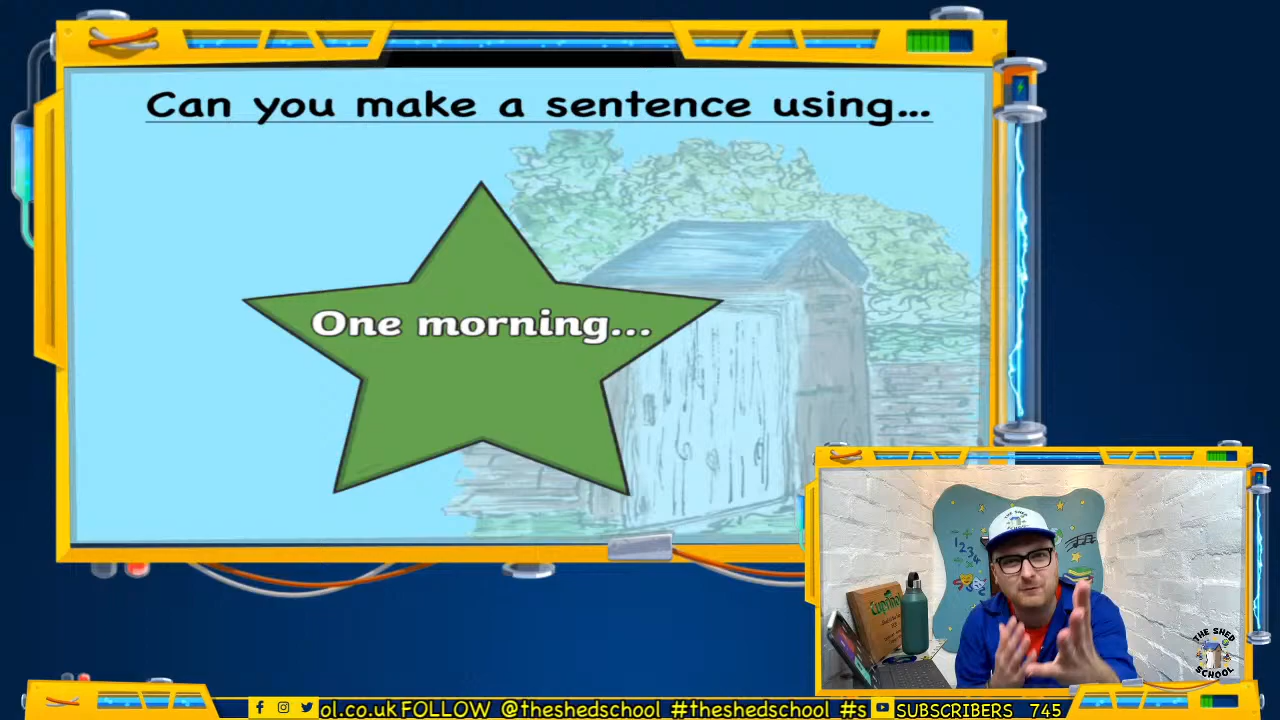 Can you make a sentence using...
One morning...
THE SHED
SCHOOL
ol.co.uk FOLLOW @theshedschool #theshedschool #s
SUBSCRIBERS 745